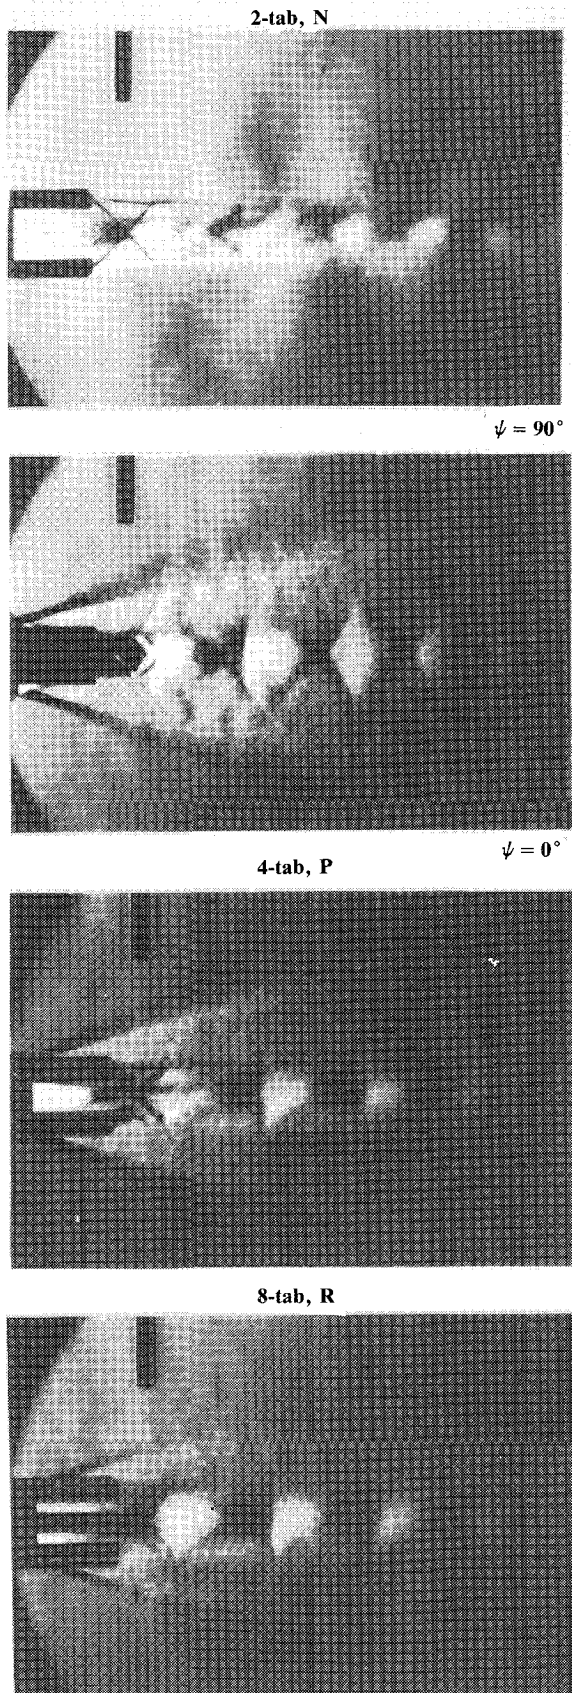 2-tab, N
ψ = 90°
ψ = 0°
4-tab, P
8-tab, R